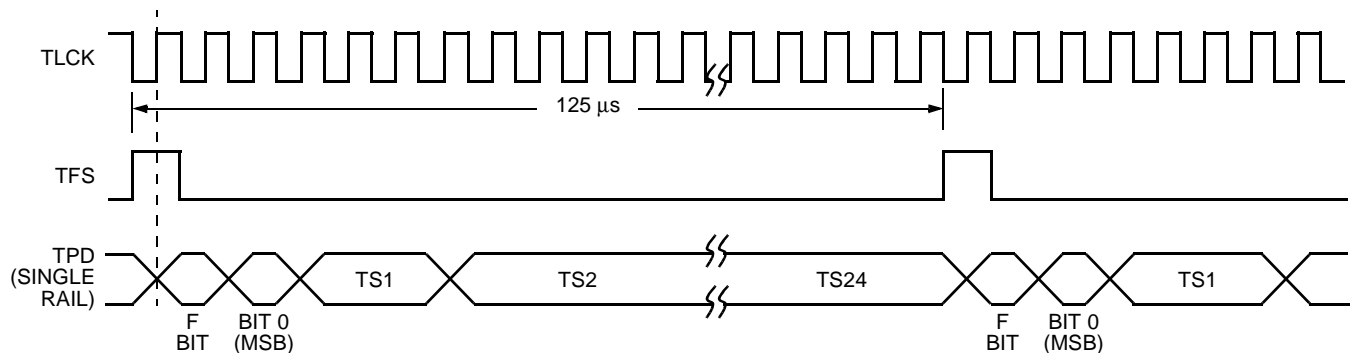 TLCK
125 μs
TFS
TPD
(SINGLE
RAIL)
TS1
TS2
TS24
TS1
F
BIT
BIT 0
(MSB)
F
BIT
BIT 0
(MSB)